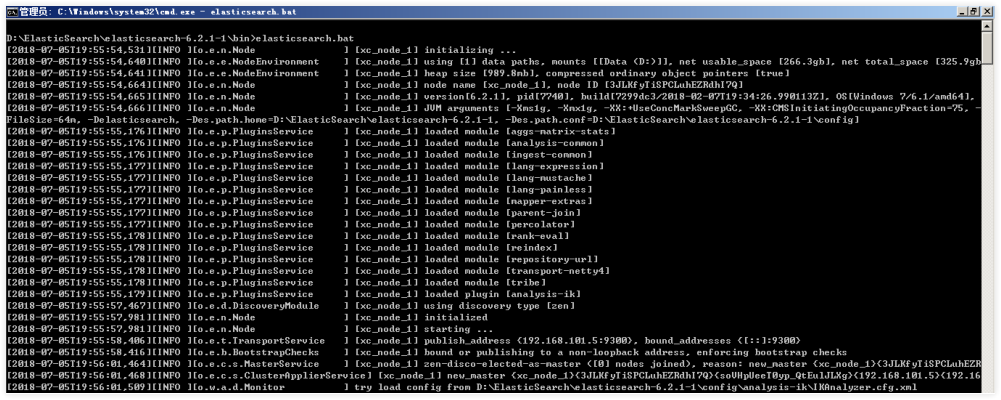 管理员: C:\Windows\system32\cmd.exe - elasticsearch.bat
D:\ElasticSearch\elasticsearch-6.2.1-1\bin>elasticsearch.bat
[2018-07-05T19:55:54,531][INFO ][o.e.n.Node               ] [xc_node_1] initializing ...
[2018-07-05T19:55:54,640][INFO ][o.e.e.NodeEnvironment    ] [xc_node_1] using [1] data paths, mounts [[Data (D:)]], net usable_space [266.3gb], net total_space [325.9gb
[2018-07-05T19:55:54,641][INFO ][o.e.e.NodeEnvironment    ] [xc_node_1] heap size [989.8mb], compressed ordinary object pointers [true]
[2018-07-05T19:55:54,664][INFO ][o.e.n.Node               ] [xc_node_1] node name [xc_node_1], node ID [3JLKfyIiSPCLuhEZRdhI7Q]
[2018-07-05T19:55:54,665][INFO ][o.e.n.Node               ] [xc_node_1] version[6.2.1], pid[7740], build[7299dc3/2018-02-07T19:34:26.990113Z], OS[Windows 7/6.1/amd64],
[2018-07-05T19:55:54,666][INFO ][o.e.n.Node               ] [xc_node_1] JVM arguments [-Xms1g, -Xmx1g, -XX:+UseConcMarkSweepGC, -XX:CMSInitiatingOccupancyFraction=75, -
FileSize=64m, -Delasticsearch, -Des.path.home=D:\ElasticSearch\elasticsearch-6.2.1-1, -Des.path.conf=D:\ElasticSearch\elasticsearch-6.2.1-1\config]
[2018-07-05T19:55:55,176][INFO ][o.e.p.PluginsService     ] [xc_node_1] loaded module [aggs-matrix-stats]
[2018-07-05T19:55:55,176][INFO ][o.e.p.PluginsService     ] [xc_node_1] loaded module [analysis-common]
[2018-07-05T19:55:55,176][INFO ][o.e.p.PluginsService     ] [xc_node_1] loaded module [ingest-common]
[2018-07-05T19:55:55,177][INFO ][o.e.p.PluginsService     ] [xc_node_1] loaded module [lang-expression]
[2018-07-05T19:55:55,177][INFO ][o.e.p.PluginsService     ] [xc_node_1] loaded module [lang-mustache]
[2018-07-05T19:55:55,177][INFO ][o.e.p.PluginsService     ] [xc_node_1] loaded module [lang-painless]
[2018-07-05T19:55:55,177][INFO ][o.e.p.PluginsService     ] [xc_node_1] loaded module [mapper-extras]
[2018-07-05T19:55:55,177][INFO ][o.e.p.PluginsService     ] [xc_node_1] loaded module [parent-join]
[2018-07-05T19:55:55,177][INFO ][o.e.p.PluginsService     ] [xc_node_1] loaded module [percolator]
[2018-07-05T19:55:55,178][INFO ][o.e.p.PluginsService     ] [xc_node_1] loaded module [rank-eval]
[2018-07-05T19:55:55,178][INFO ][o.e.p.PluginsService     ] [xc_node_1] loaded module [reindex]
[2018-07-05T19:55:55,178][INFO ][o.e.p.PluginsService     ] [xc_node_1] loaded module [repository-url]
[2018-07-05T19:55:55,178][INFO ][o.e.p.PluginsService     ] [xc_node_1] loaded module [transport-netty4]
[2018-07-05T19:55:55,178][INFO ][o.e.p.PluginsService     ] [xc_node_1] loaded module [tribe]
[2018-07-05T19:55:55,179][INFO ][o.e.p.PluginsService     ] [xc_node_1] loaded plugin [analysis-ik]
[2018-07-05T19:55:57,467][INFO ][o.e.d.DiscoveryModule    ] [xc_node_1] using discovery type [zen]
[2018-07-05T19:55:57,981][INFO ][o.e.n.Node               ] [xc_node_1] initialized
[2018-07-05T19:55:57,981][INFO ][o.e.n.Node               ] [xc_node_1] starting ...
[2018-07-05T19:55:58,406][INFO ][o.e.t.TransportService   ] [xc_node_1] publish_address {192.168.101.5:9300}, bound_addresses {[::]:9300}
[2018-07-05T19:55:58,416][INFO ][o.e.b.BootstrapChecks    ] [xc_node_1] bound or publishing to a non-loopback address, enforcing bootstrap checks
[2018-07-05T19:56:01,464][INFO ][o.e.c.s.MasterService    ] [xc_node_1] zen-disco-elected-as-master ([0] nodes joined), reason: new_master {xc_node_1}{3JLKfyIiSPCLuhEZR
[2018-07-05T19:56:01,468][INFO ][o.e.c.s.ClusterApplierService] [xc_node_1] new_master {xc_node_1}{3JLKfyIiSPCLuhEZRdhI7Q}{soVHpUeeT0yp_QtEu1JLXg}{192.168.101.5}{192.16
[2018-07-05T19:56:01,509][INFO ][o.w.a.d.Monitor          ] try load config from D:\ElasticSearch\elasticsearch-6.2.1-1\config\analysis-ik\IKAnalyzer.cfg.xml